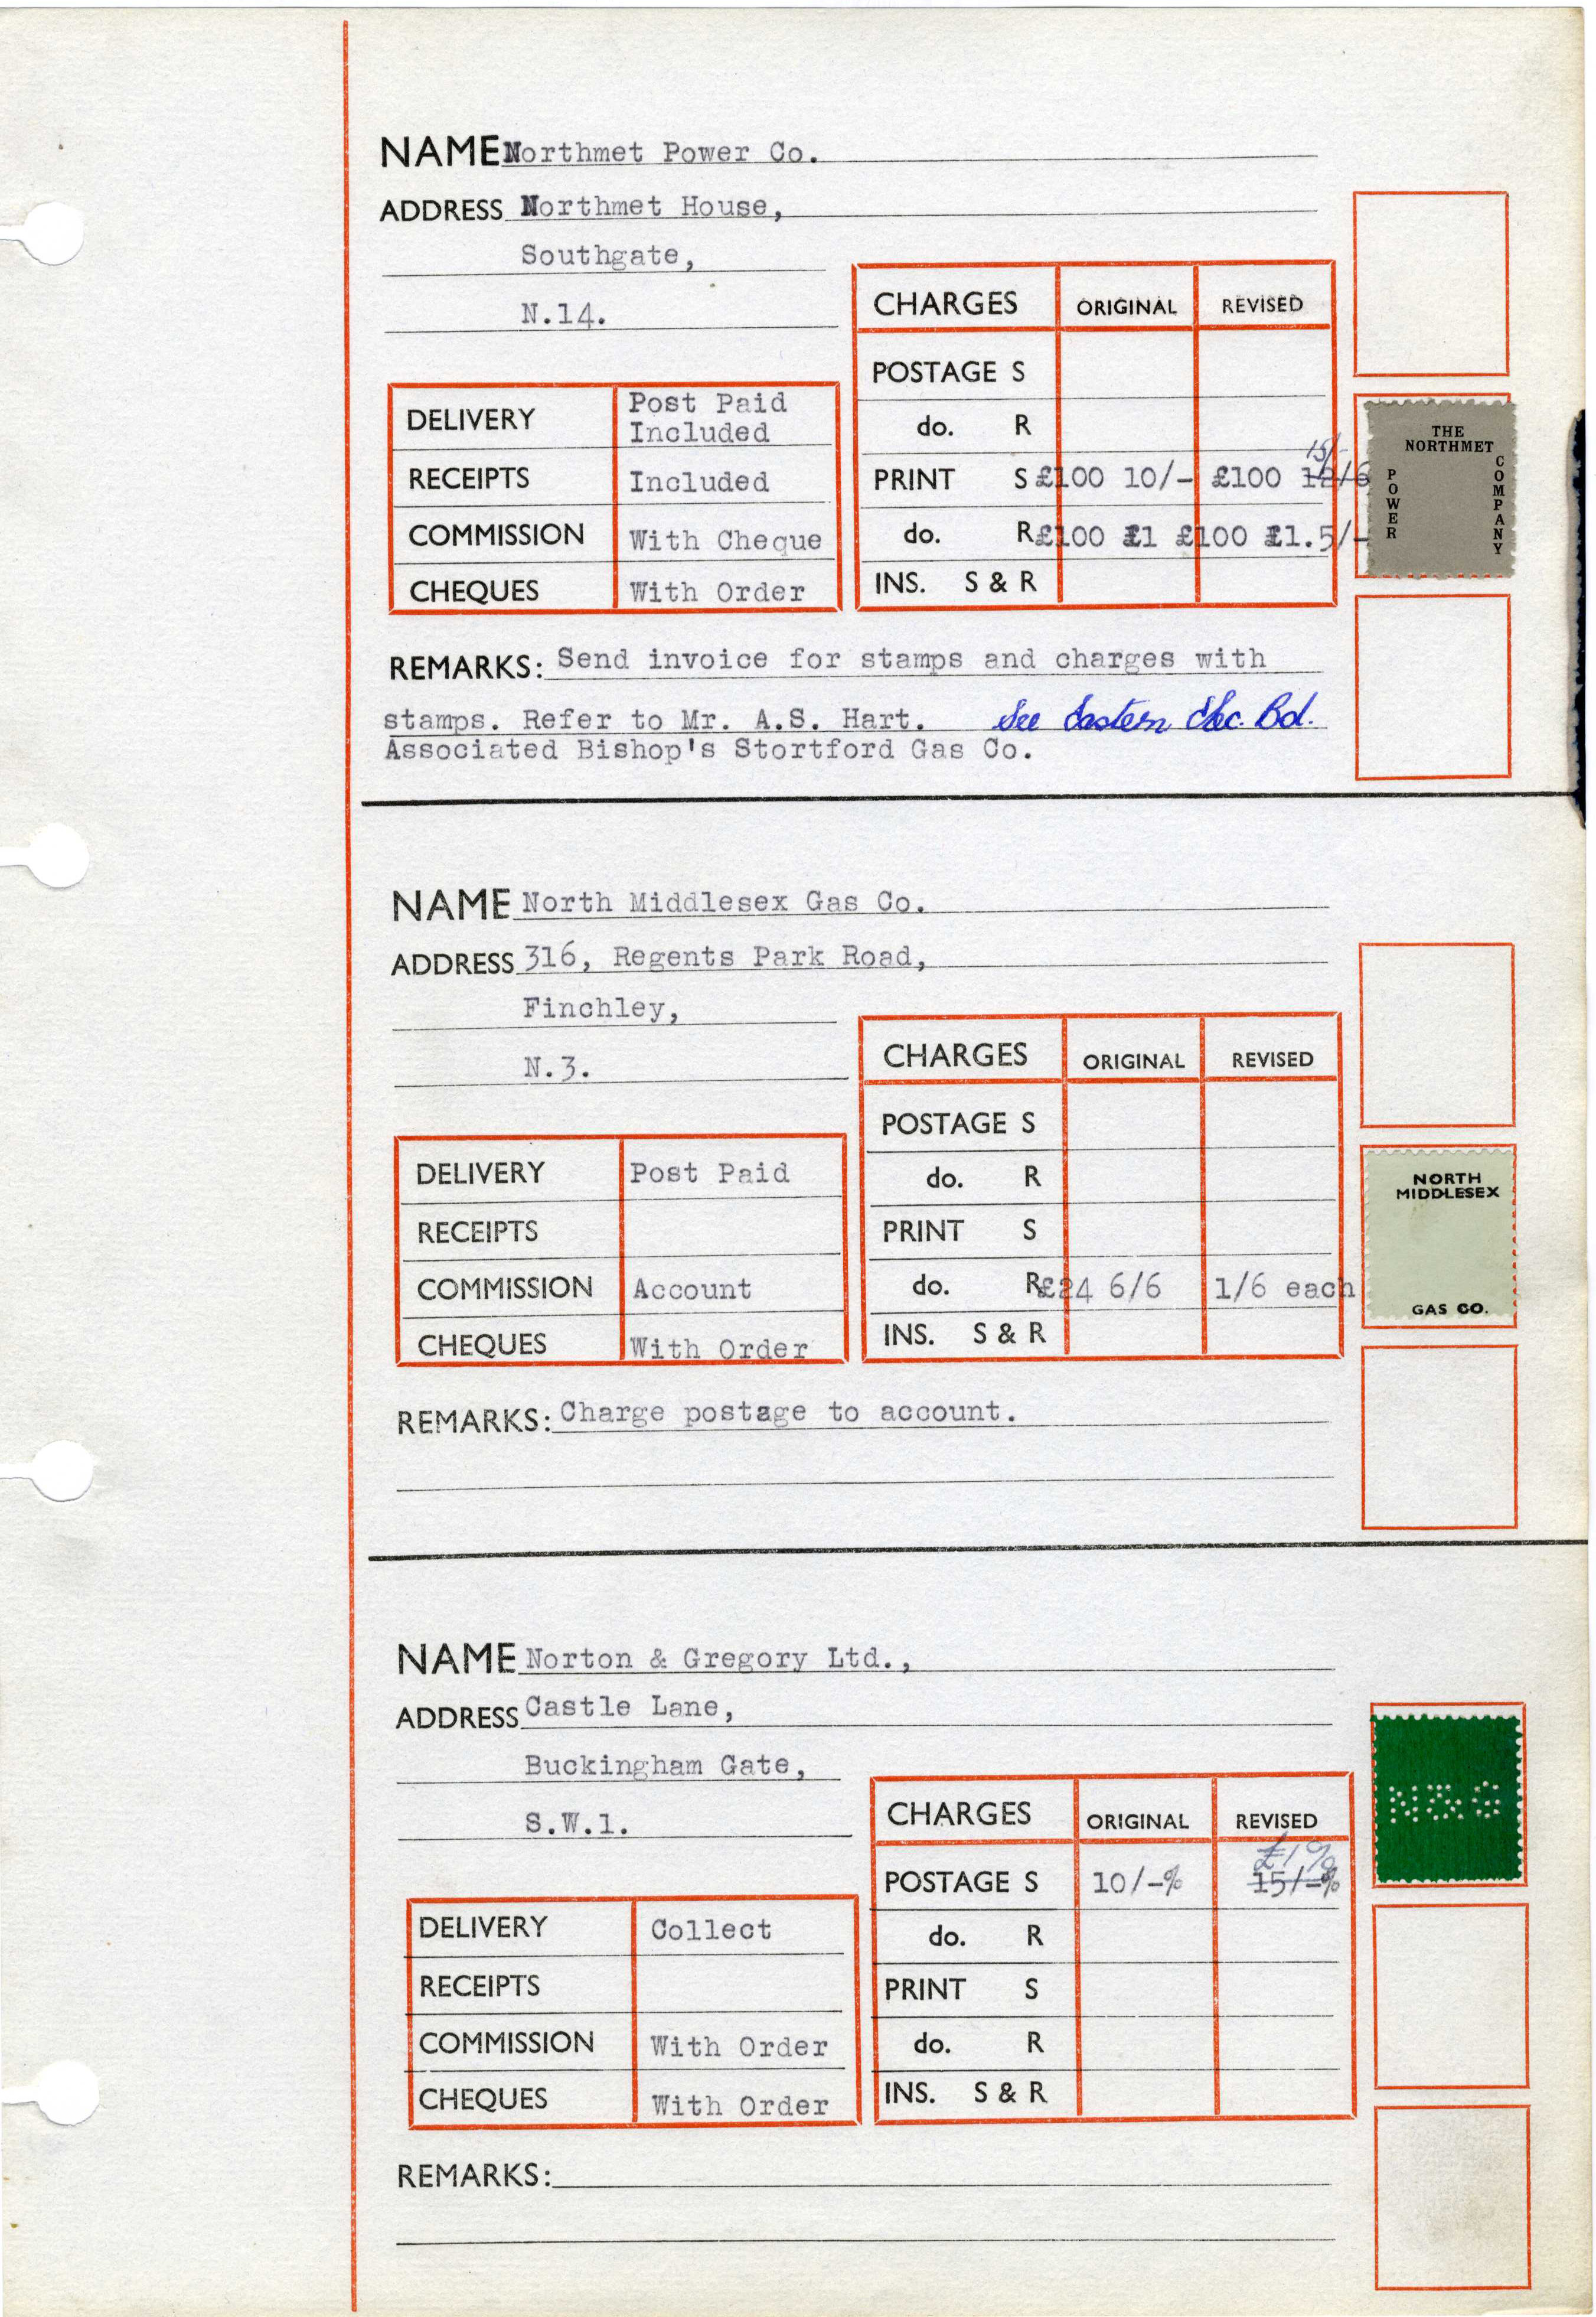 NAME Northmet Power Co.
ADDRESS Northmet House,
Southgate,
N.14.
CHARGES ORIGINAL REVISED
POSTAGE S
do. R
PRINT S £100 10/- £100 12/6 15/-
do. R £100 £1 £100 £1.5/-
INS. S & R
DELIVERY Post Paid
Included
RECEIPTS Included
COMMISSION With Cheque
CHEQUES With Order
THE
NORTHMET
POWER
COMPANY
REMARKS: Send invoice for stamps and charges with
stamps. Refer to Mr. A.S. Hart. See Eastern Elec. Bd.
Associated Bishop's Stortford Gas Co.
NAME North Middlesex Gas Co.
ADDRESS 316, Regents Park Road,
Finchley,
N.3.
CHARGES ORIGINAL REVISED
POSTAGE S
do. R
PRINT S
do. R £24 6/6 1/6 each
INS. S & R
DELIVERY Post Paid
RECEIPTS
COMMISSION Account
CHEQUES With Order
NORTH
MIDDLESEX
GAS CO.
REMARKS: Charge postage to account.
NAME Norton & Gregory Ltd.,
ADDRESS Castle Lane,
Buckingham Gate,
S.W.1.
CHARGES ORIGINAL REVISED
POSTAGE S 10/-% 15/-% £1%
do. R
PRINT S
do. R
INS. S & R
DELIVERY Collect
RECEIPTS
COMMISSION With Order
CHEQUES With Order
N&G
REMARKS: